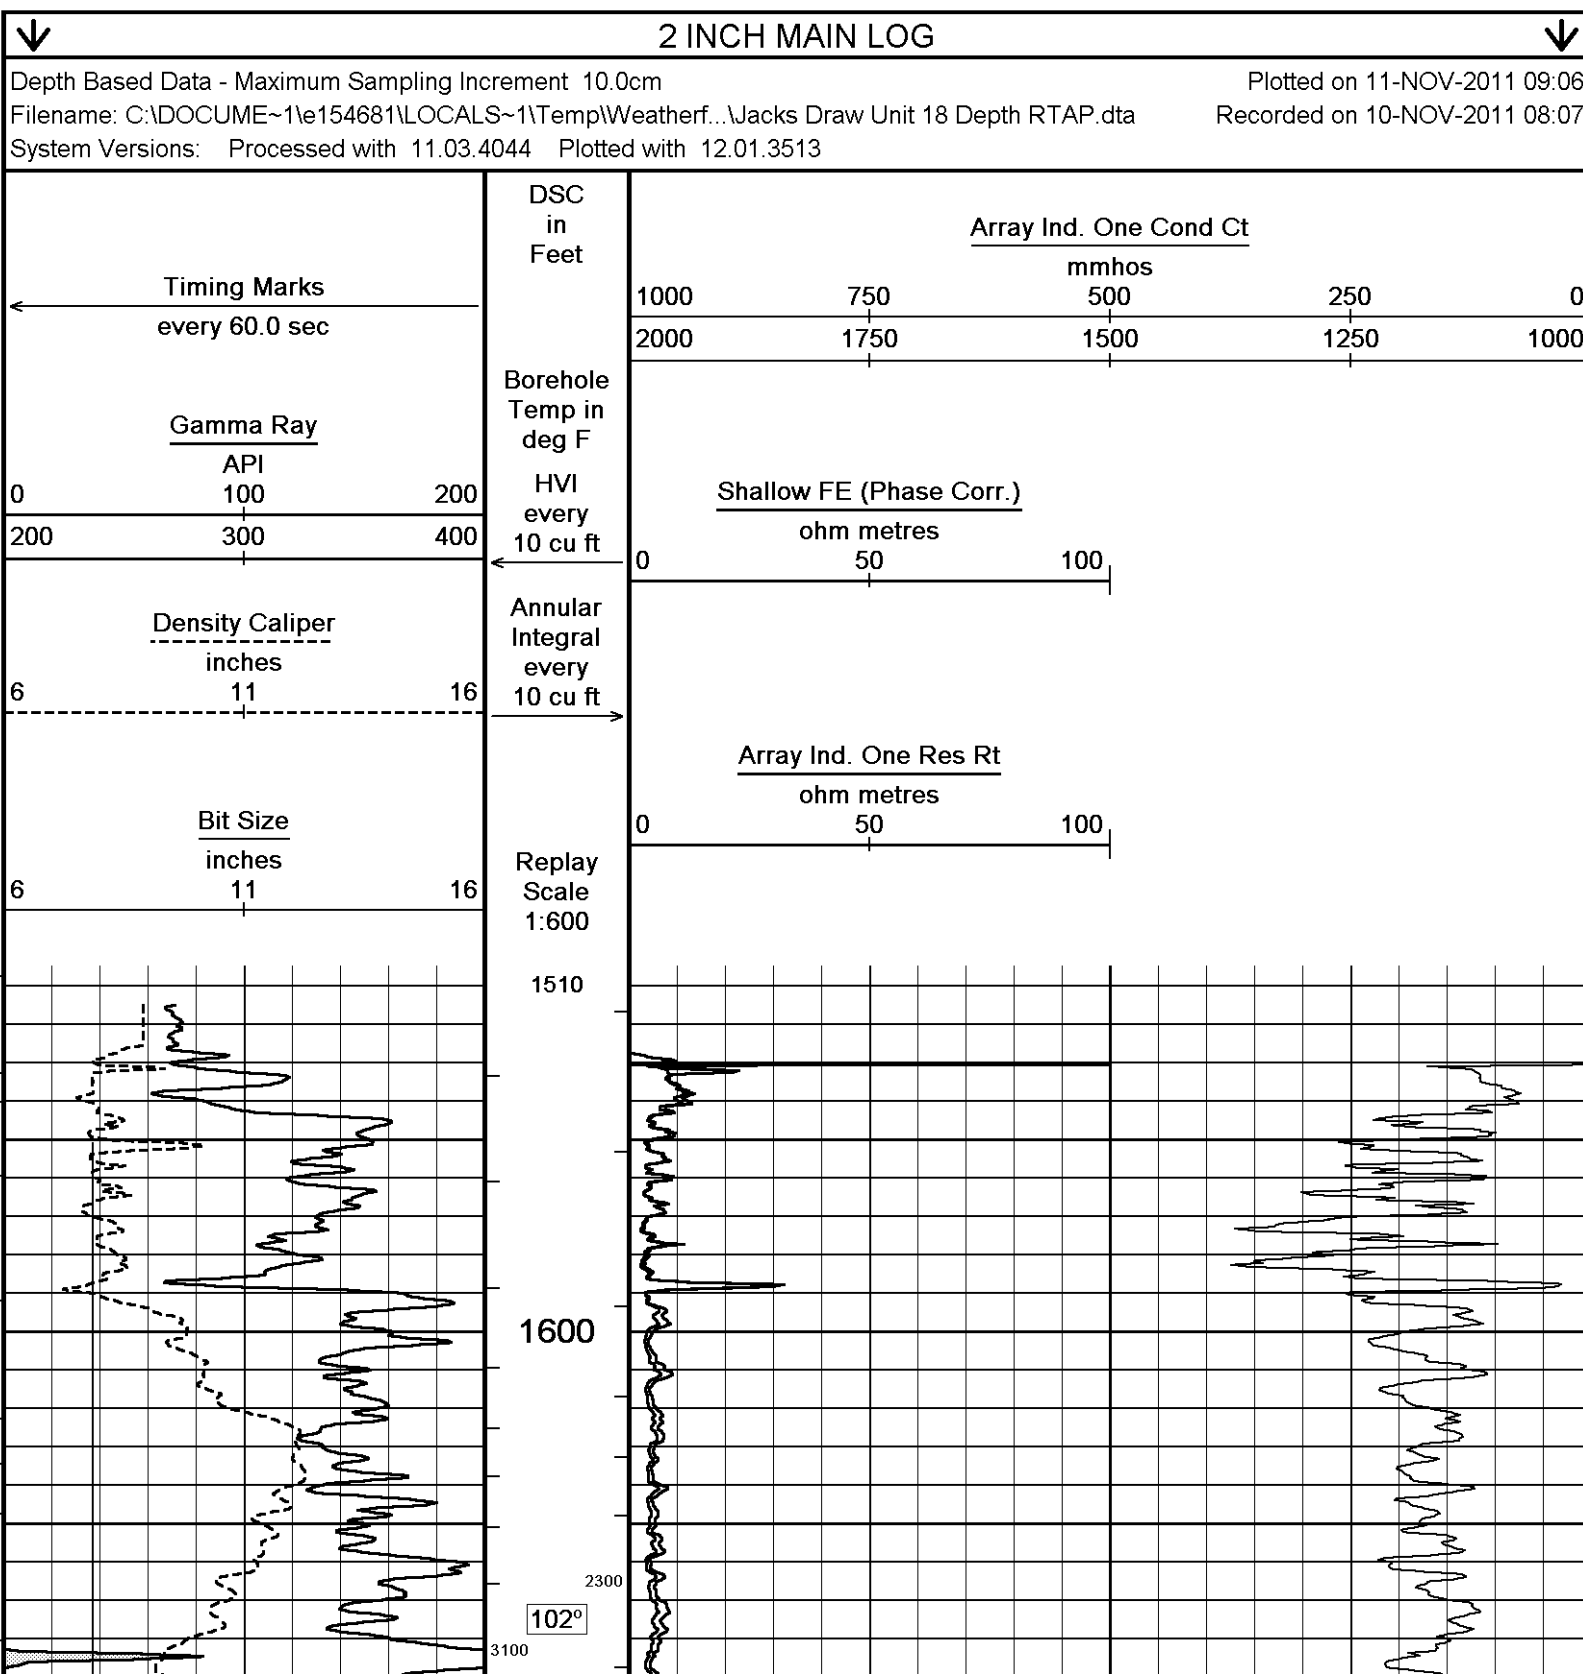 2 INCH MAIN LOG
Depth Based Data - Maximum Sampling Increment 10.0cm
Plotted on 11-NOV-2011 09:06
Filename: C:\DOCUME~1\e154681\LOCALS~1\Temp\Weatherf...\Jacks Draw Unit 18 Depth RTAP.dta
Recorded on 10-NOV-2011 08:07
System Versions: Processed with 11.03.4044 Plotted with 12.01.3513
Timing Marks
every 60.0 sec
Gamma Ray
API
0 100 200
200 300 400
Density Caliper
inches
6 11 16
Bit Size
inches
6 11 16
DSC
in
Feet
Borehole
Temp in
deg F
HVI
every
10 cu ft
Annular
Integral
every
10 cu ft
Replay
Scale
1:600
Array Ind. One Cond Ct
mmhos
1000 750 500 250 0
2000 1750 1500 1250 1000
Shallow FE (Phase Corr.)
ohm metres
0 50 100
Array Ind. One Res Rt
ohm metres
0 50 100
1510
1600
2300
102º
3100